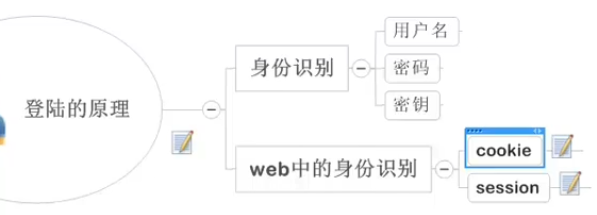 登陆的原理
身份识别
用户名
密码
密钥
web中的身份识别
cookie
session